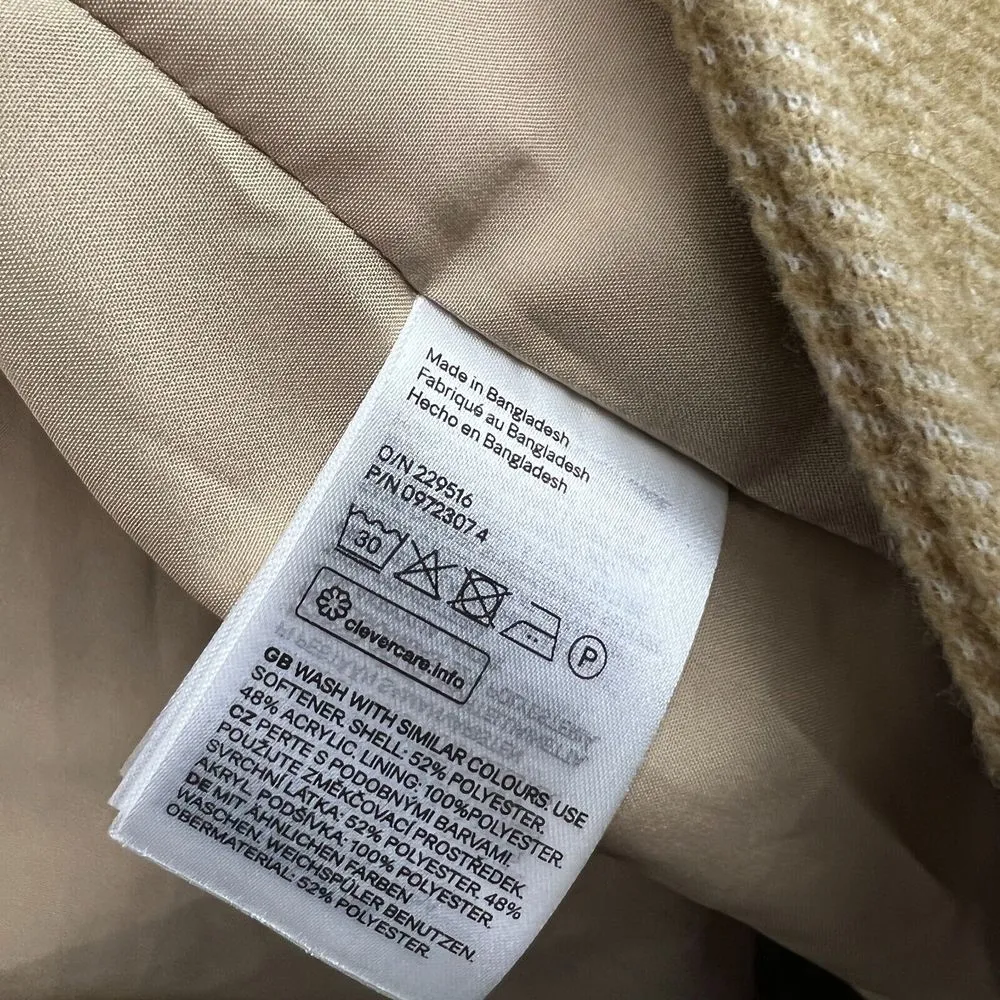 Made in Bangladesh
Fabriqué au Bangladesh
Hecho en Bangladesh
O/N 229516
P/N 0972307 4
30
P
clevercare.info
GB WASH WITH SIMILAR COLOURS. USE
SOFTENER. SHELL: 52% POLYESTER.
48% ACRYLIC. LINING: 100%POLYESTER.
CZ PERTE S PODOBNÝMI BARVAMI.
POUŽIJTE ZMĚKČOVACÍ PROSTŘEDEK.
SVRCHNÍ LÁTKA: 52% POLYESTER. 48%
AKRYL. PODŠÍVKA: 100% POLYESTER.
DE MIT ÄHNLICHEN FARBEN
WASCHEN. WEICHSPÜLER BENUTZEN.
OBERMATERIAL: 52% POLYESTER.